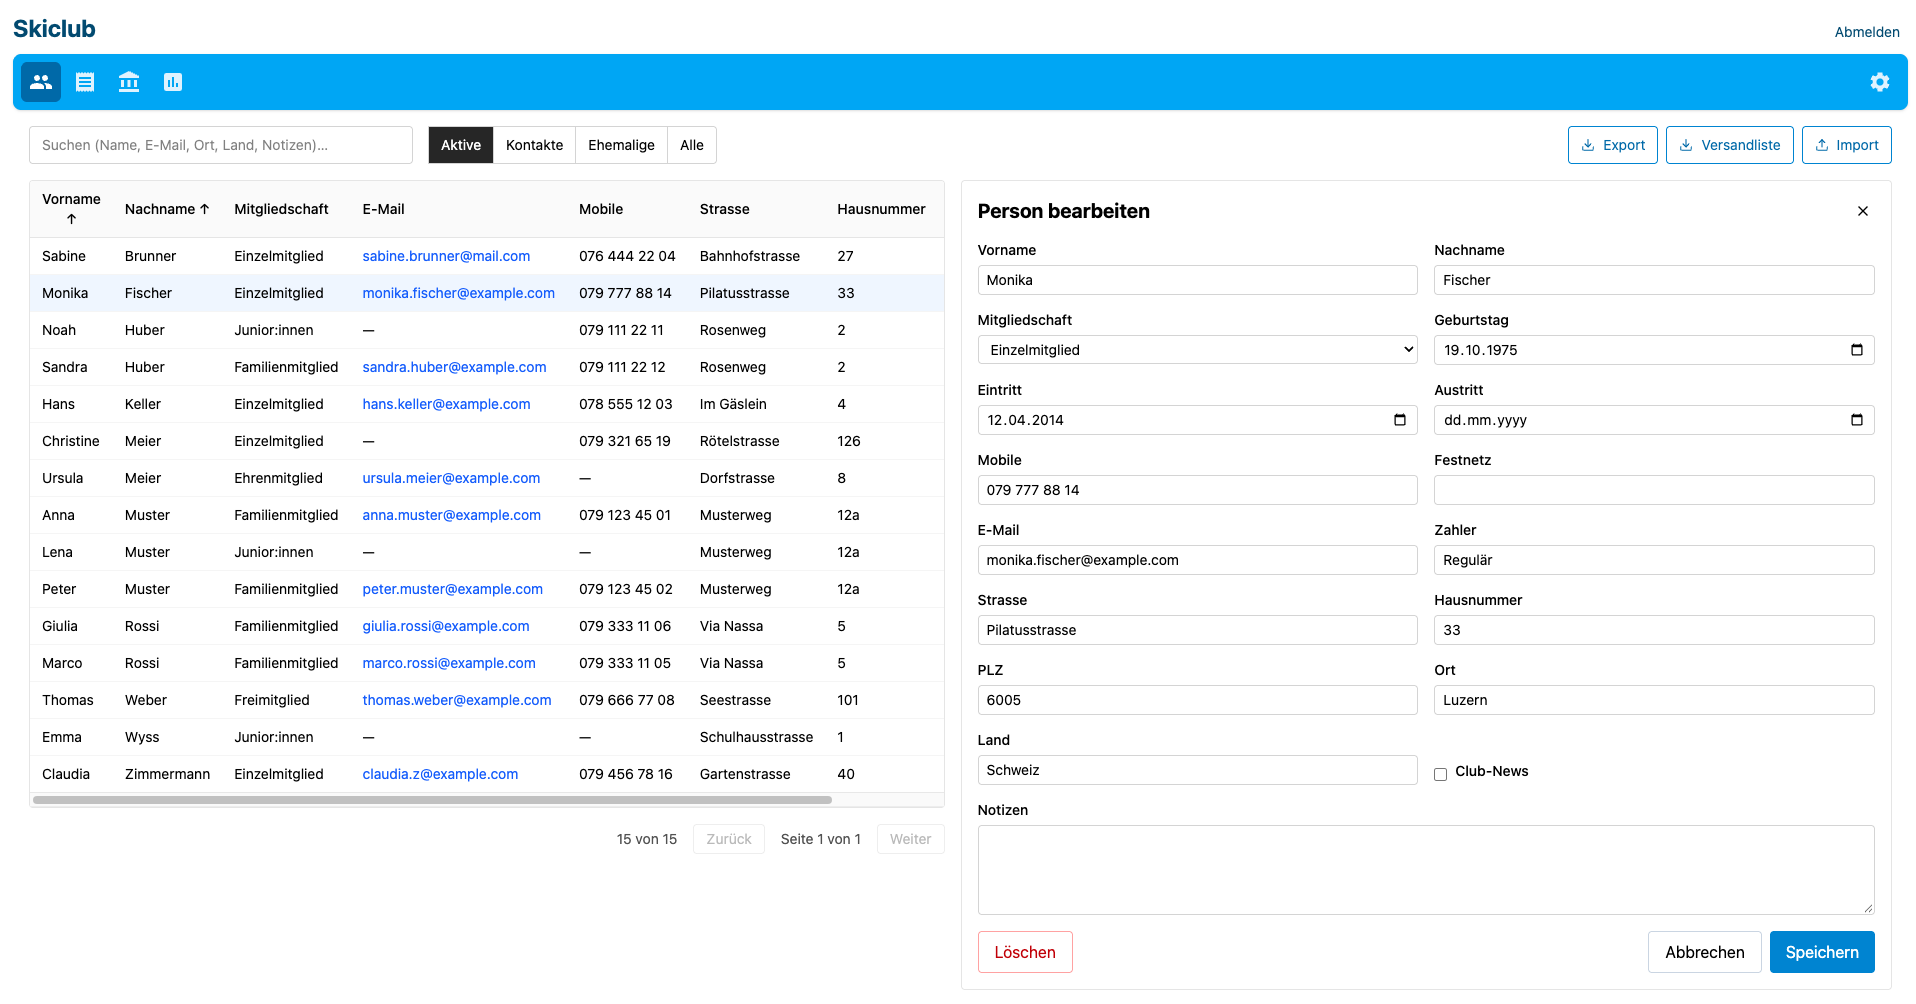 Skiclub
Abmelden
Suchen (Name, E-Mail, Ort, Land, Notizen)...
Aktive Kontakte Ehemalige Alle
Export Versandliste Import
Vorname ↑ Nachname ↑ Mitgliedschaft E-Mail Mobile Strasse Hausnummer
Sabine Brunner Einzelmitglied sabine.brunner@mail.com 076 444 22 04 Bahnhofstrasse 27
Monika Fischer Einzelmitglied monika.fischer@example.com 079 777 88 14 Pilatusstrasse 33
Noah Huber Junior:innen — 079 111 22 11 Rosenweg 2
Sandra Huber Familienmitglied sandra.huber@example.com 079 111 22 12 Rosenweg 2
Hans Keller Einzelmitglied hans.keller@example.com 078 555 12 03 Im Gäslein 4
Christine Meier Einzelmitglied — 079 321 65 19 Rötelstrasse 126
Ursula Meier Ehrenmitglied ursula.meier@example.com — Dorfstrasse 8
Anna Muster Familienmitglied anna.muster@example.com 079 123 45 01 Musterweg 12a
Lena Muster Junior:innen — — Musterweg 12a
Peter Muster Familienmitglied peter.muster@example.com 079 123 45 02 Musterweg 12a
Giulia Rossi Familienmitglied giulia.rossi@example.com 079 333 11 06 Via Nassa 5
Marco Rossi Familienmitglied marco.rossi@example.com 079 333 11 05 Via Nassa 5
Thomas Weber Freimitglied thomas.weber@example.com 079 666 77 08 Seestrasse 101
Emma Wyss Junior:innen — — Schulhausstrasse 1
Claudia Zimmermann Einzelmitglied claudia.z@example.com 079 456 78 16 Gartenstrasse 40
15 von 15 Zurück Seite 1 von 1 Weiter
Person bearbeiten
Vorname Nachname
Monika Fischer
Mitgliedschaft Geburtstag
Einzelmitglied 19.10.1975
Eintritt Austritt
12.04.2014 dd.mm.yyyy
Mobile Festnetz
079 777 88 14
E-Mail Zahler
monika.fischer@example.com Regulär
Strasse Hausnummer
Pilatusstrasse 33
PLZ Ort
6005 Luzern
Land
Schweiz Club-News
Notizen
Löschen Abbrechen Speichern